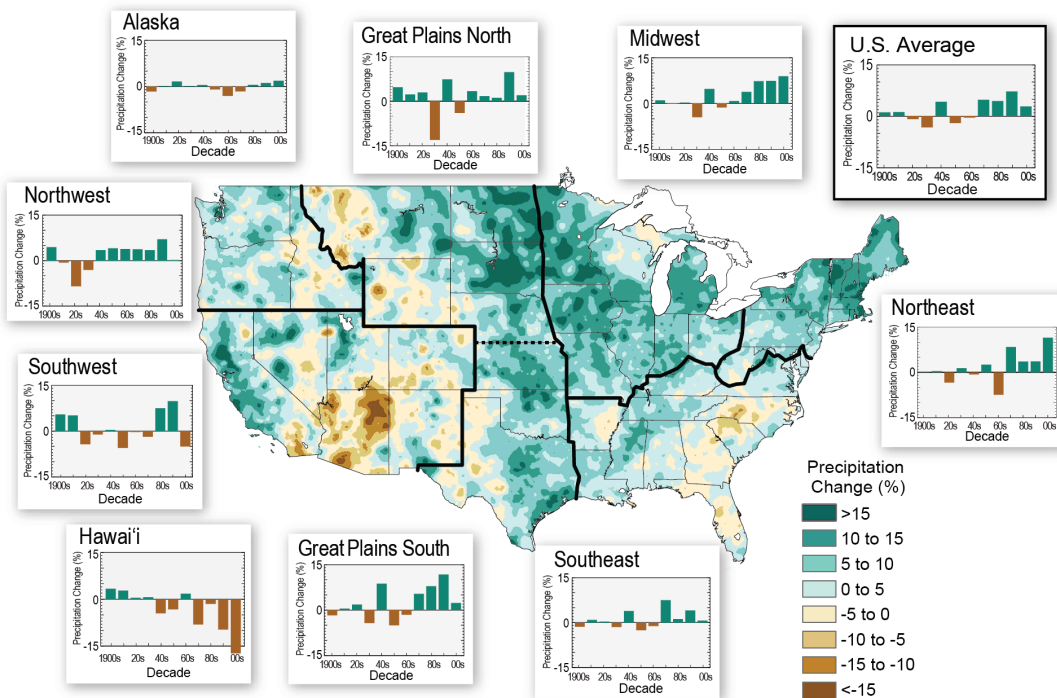 Alaska
Precipitation Change (%)
15
0
-15
1900s 20s 40s 60s 80s 00s
Decade
Great Plains North
Precipitation Change (%)
15
0
-15
1900s 20s 40s 60s 80s 00s
Decade
Midwest
Precipitation Change (%)
15
0
-15
1900s 20s 40s 60s 80s 00s
Decade
U.S. Average
Precipitation Change (%)
15
0
-15
1900s 20s 40s 60s 80s 00s
Decade
Northwest
Precipitation Change (%)
15
0
-15
1900s 20s 40s 60s 80s 00s
Decade
Northeast
Precipitation Change (%)
15
0
-15
1900s 20s 40s 60s 80s 00s
Decade
Southwest
Precipitation Change (%)
15
0
-15
1900s 20s 40s 60s 80s 00s
Decade
Hawai‘i
Precipitation Change (%)
15
0
-15
1900s 20s 40s 60s 80s 00s
Decade
Great Plains South
Precipitation Change (%)
15
0
-15
1900s 20s 40s 60s 80s 00s
Decade
Southeast
Precipitation Change (%)
15
0
-15
1900s 20s 40s 60s 80s 00s
Decade
Precipitation
Change (%)
>15
10 to 15
5 to 10
0 to 5
-5 to 0
-10 to -5
-15 to -10
<-15